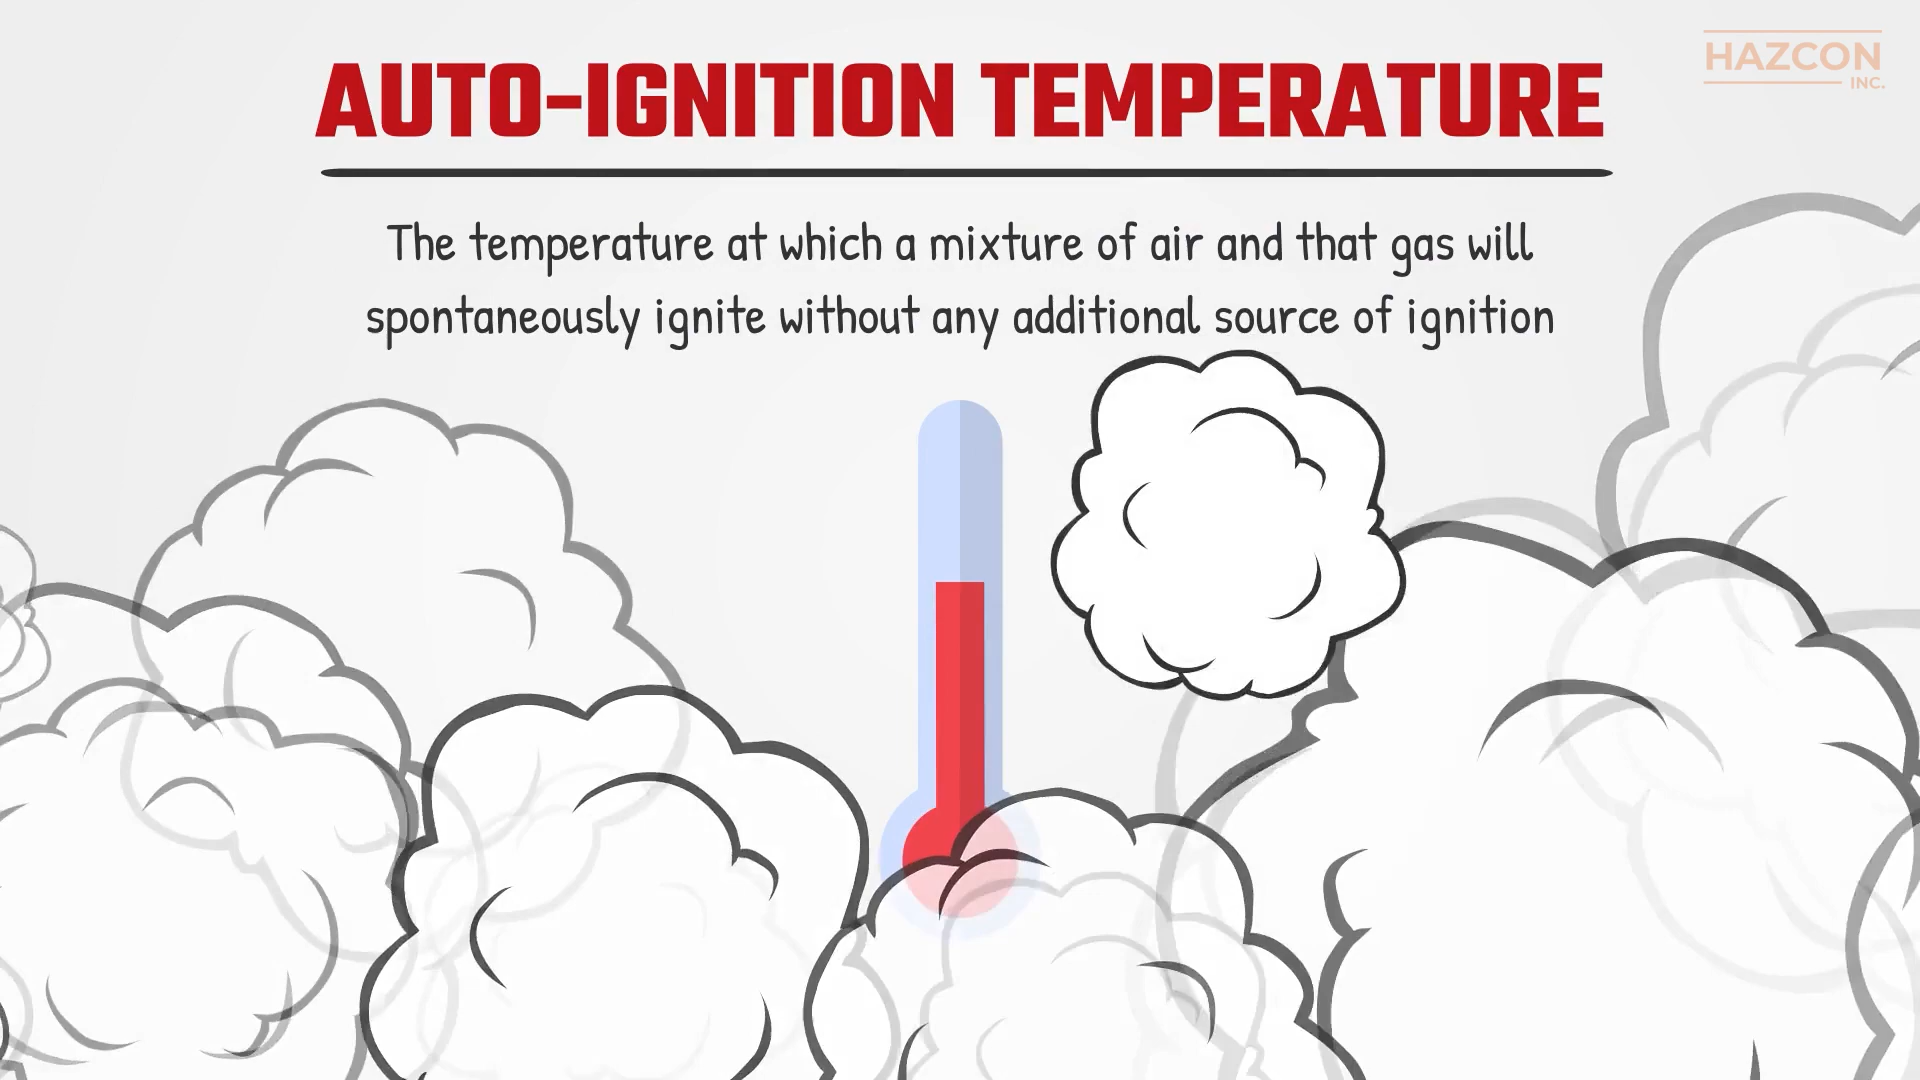 HAZCON
INC.
AUTO-IGNITION TEMPERATURE
The temperature at which a mixture of air and that gas will
spontaneously ignite without any additional source of ignition